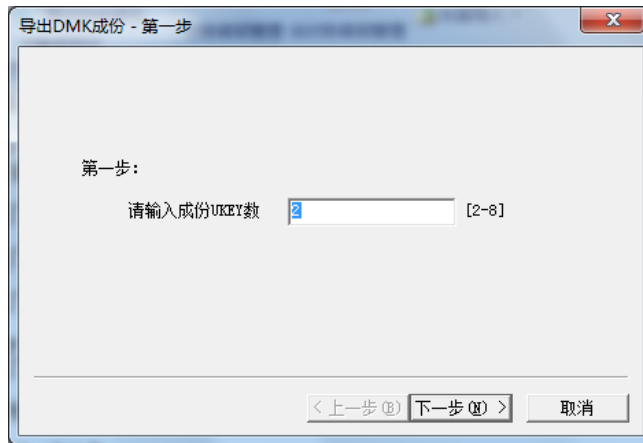 导出DMK成份 - 第一步
第一步:
请输入成份UKEY数 2 [2-8]
< 上一步(B) 下一步(N) > 取消